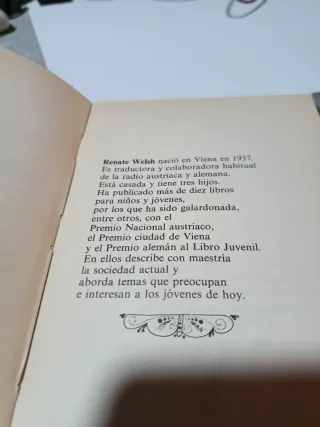 Renate Welsh nació en Viena en 1937.
Es traductora y colaboradora habitual
de la radio austríaca y alemana.
Está casada y tiene tres hijos.
Ha publicado más de diez libros
para niños y jóvenes,
por los que ha sido galardonada,
entre otros, con el
Premio Nacional austriaco,
el Premio ciudad de Viena
y el Premio alemán al Libro Juvenil.
En ellos describe con maestría
la sociedad actual y
aborda temas que preocupan
e interesan a los jóvenes de hoy.